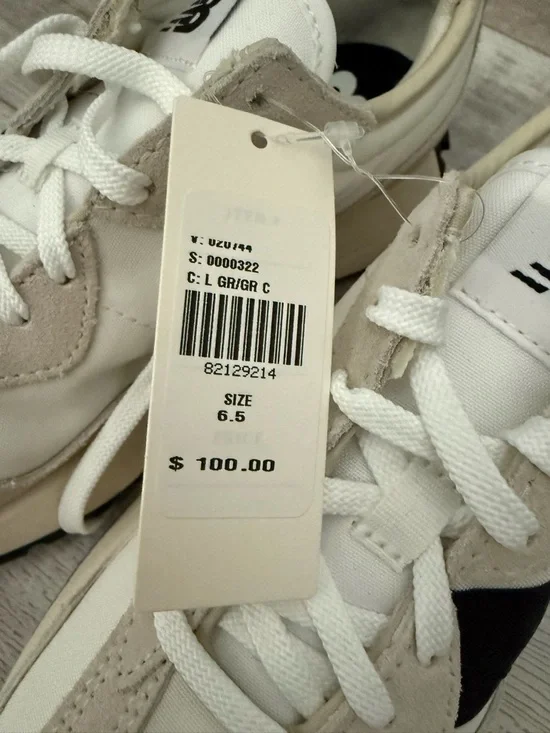 V: 020744
S: 0000322
C: L GR/GR C
82129214
SIZE
6.5
$ 100.00